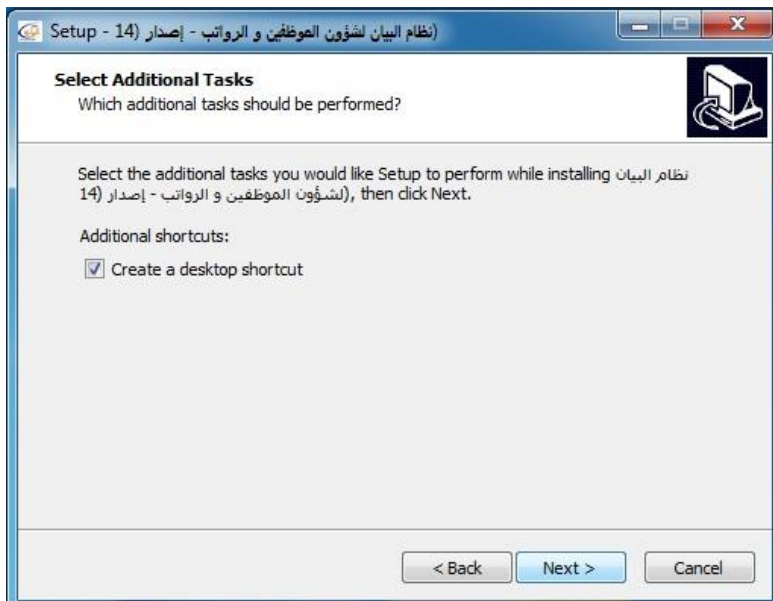 Setup - نظام البيان لشؤون الموظفين و الرواتب - إصدار (14)
Select Additional Tasks
Which additional tasks should be performed?
Select the additional tasks you would like Setup to perform while installing نظام البيان
لشؤون الموظفين و الرواتب - إصدار (14), then click Next.
Additional shortcuts:
Create a desktop shortcut
< Back
Next >
Cancel